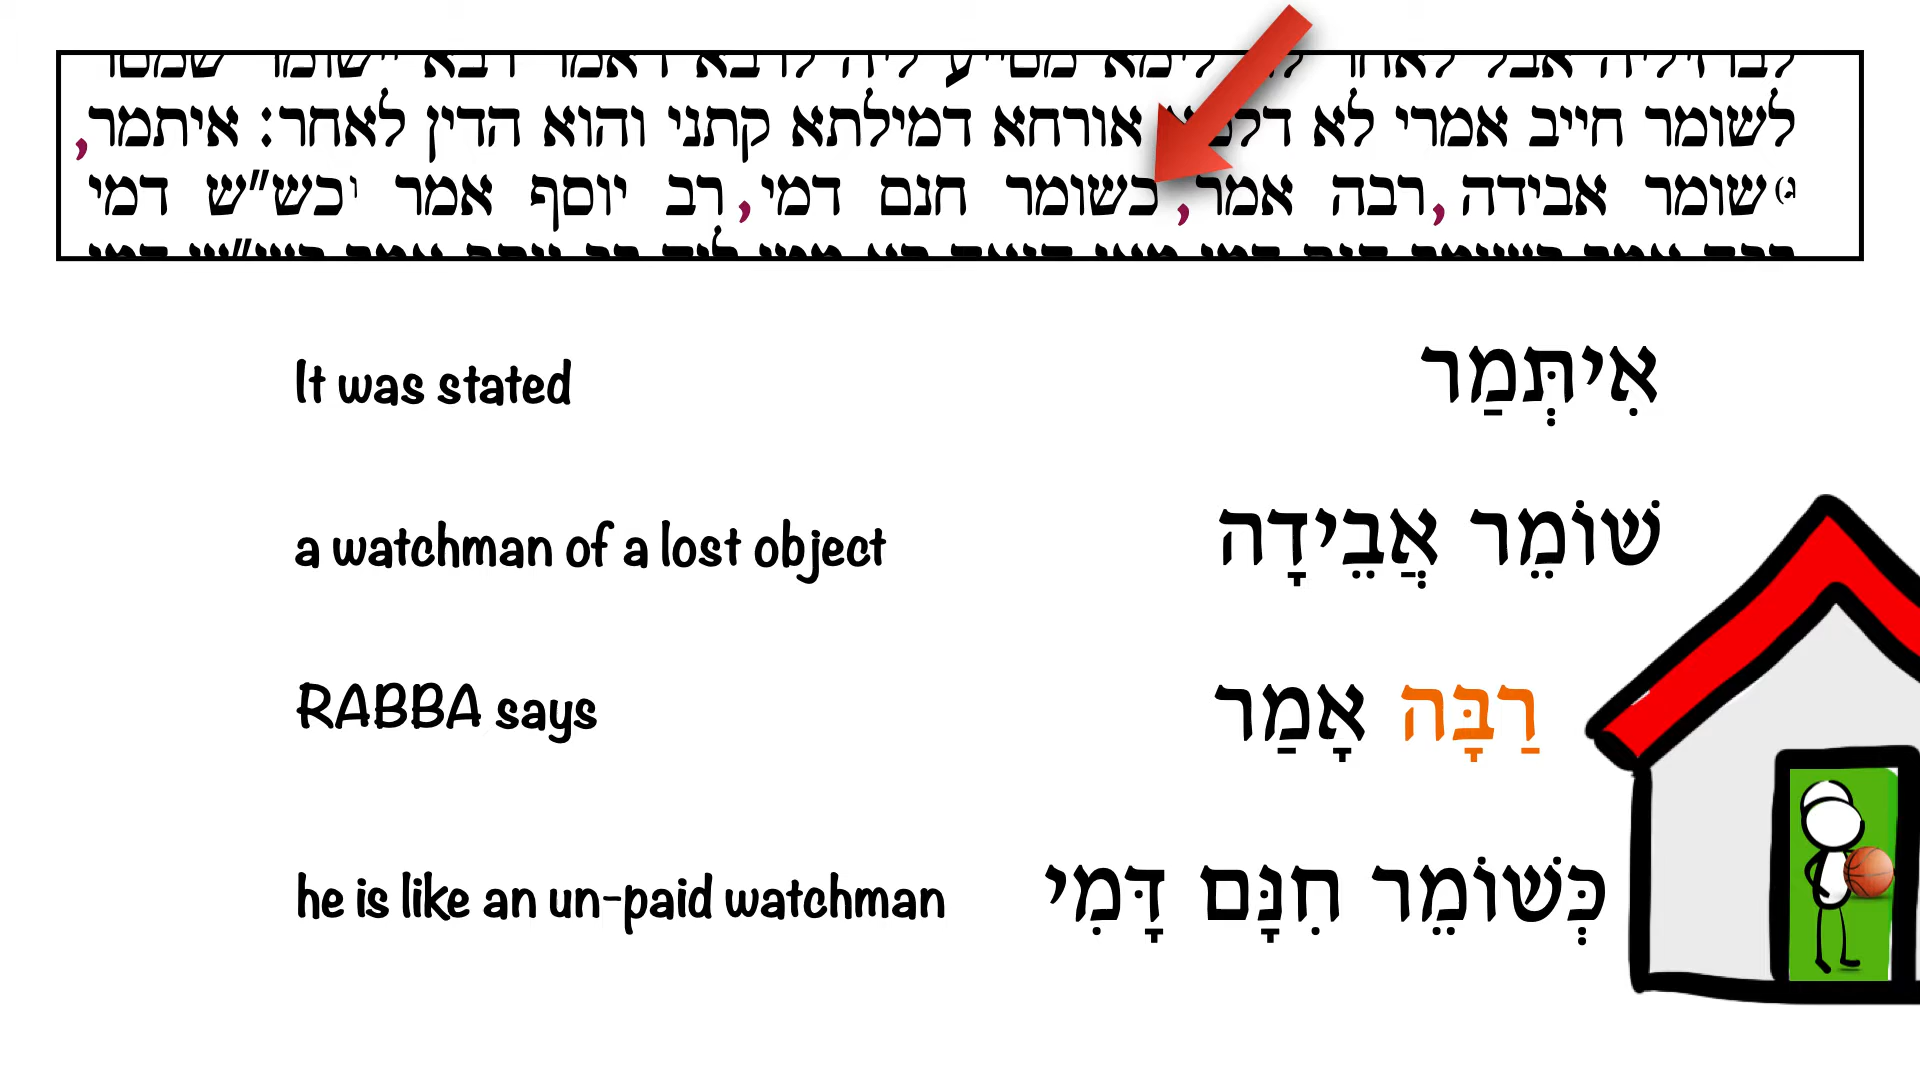 לשומר חייב אמרי לא אורחא דמילתא קתני והוא הדין לאחר: איתמר,
ג) שומר אבידה, רבה אמר, כשומר חנם דמי, רב יוסף אמר כש"ש דמי
It was stated אִיתְּמַר
a watchman of a lost object שׁוֹמֵר אֲבֵידָה
RABBA says רַבָּה אָמַר
he is like an un-paid watchman כְּשׁוֹמֵר חִנָּם דָּמִי